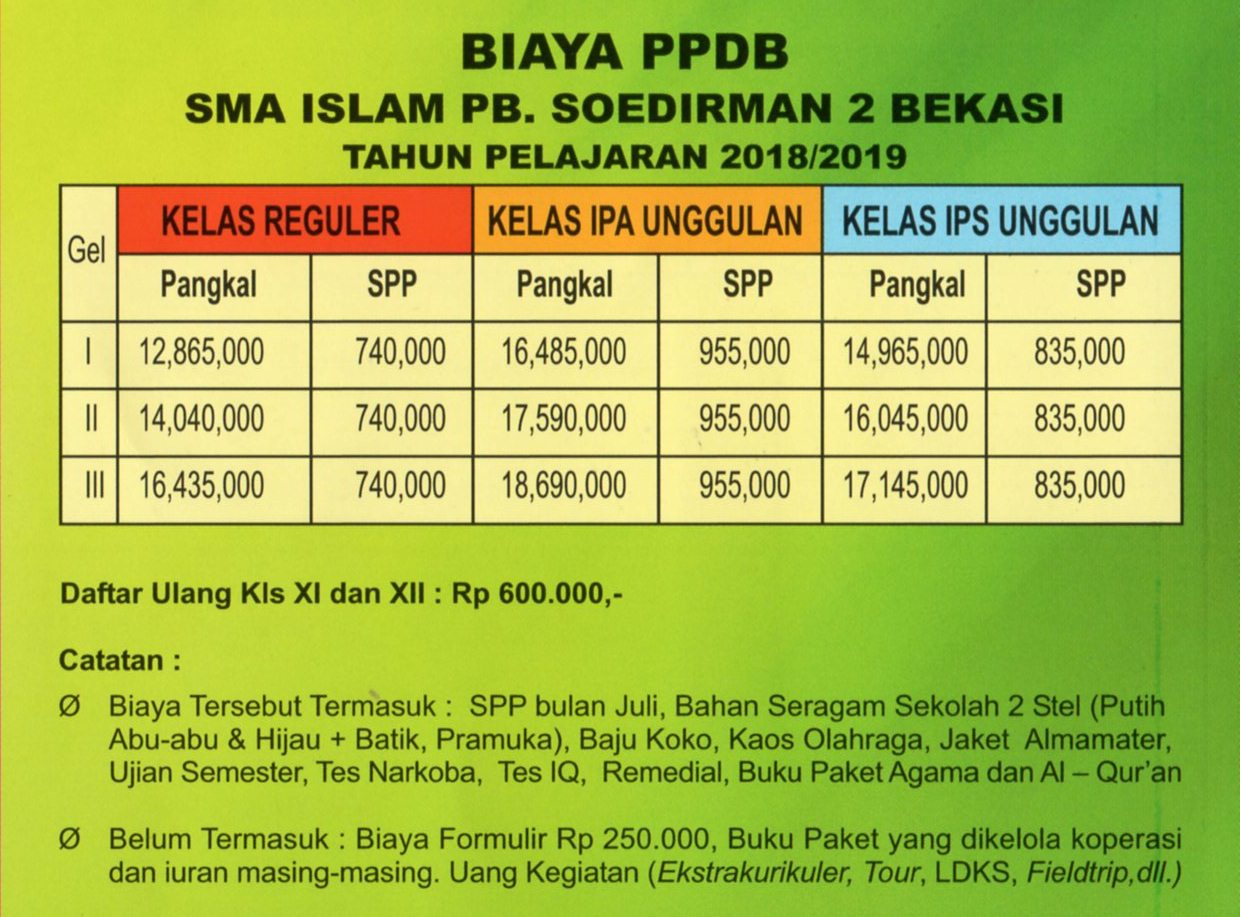 BIAYA PPDB
SMA ISLAM PB. SOEDIRMAN 2 BEKASI
TAHUN PELAJARAN 2018/2019
Gel KELAS REGULER KELAS IPA UNGGULAN KELAS IPS UNGGULAN
Pangkal SPP Pangkal SPP Pangkal SPP
I 12,865,000 740,000 16,485,000 955,000 14,965,000 835,000
II 14,040,000 740,000 17,590,000 955,000 16,045,000 835,000
III 16,435,000 740,000 18,690,000 955,000 17,145,000 835,000
Daftar Ulang Kls XI dan XII : Rp 600.000,-
Catatan :
Ø Biaya Tersebut Termasuk : SPP bulan Juli, Bahan Seragam Sekolah 2 Stel (Putih
Abu-abu & Hijau + Batik, Pramuka), Baju Koko, Kaos Olahraga, Jaket Almamater,
Ujian Semester, Tes Narkoba, Tes IQ, Remedial, Buku Paket Agama dan Al – Qur'an
Ø Belum Termasuk : Biaya Formulir Rp 250.000, Buku Paket yang dikelola koperasi
dan iuran masing-masing. Uang Kegiatan (Ekstrakurikuler, Tour, LDKS, Fieldtrip,dll.)